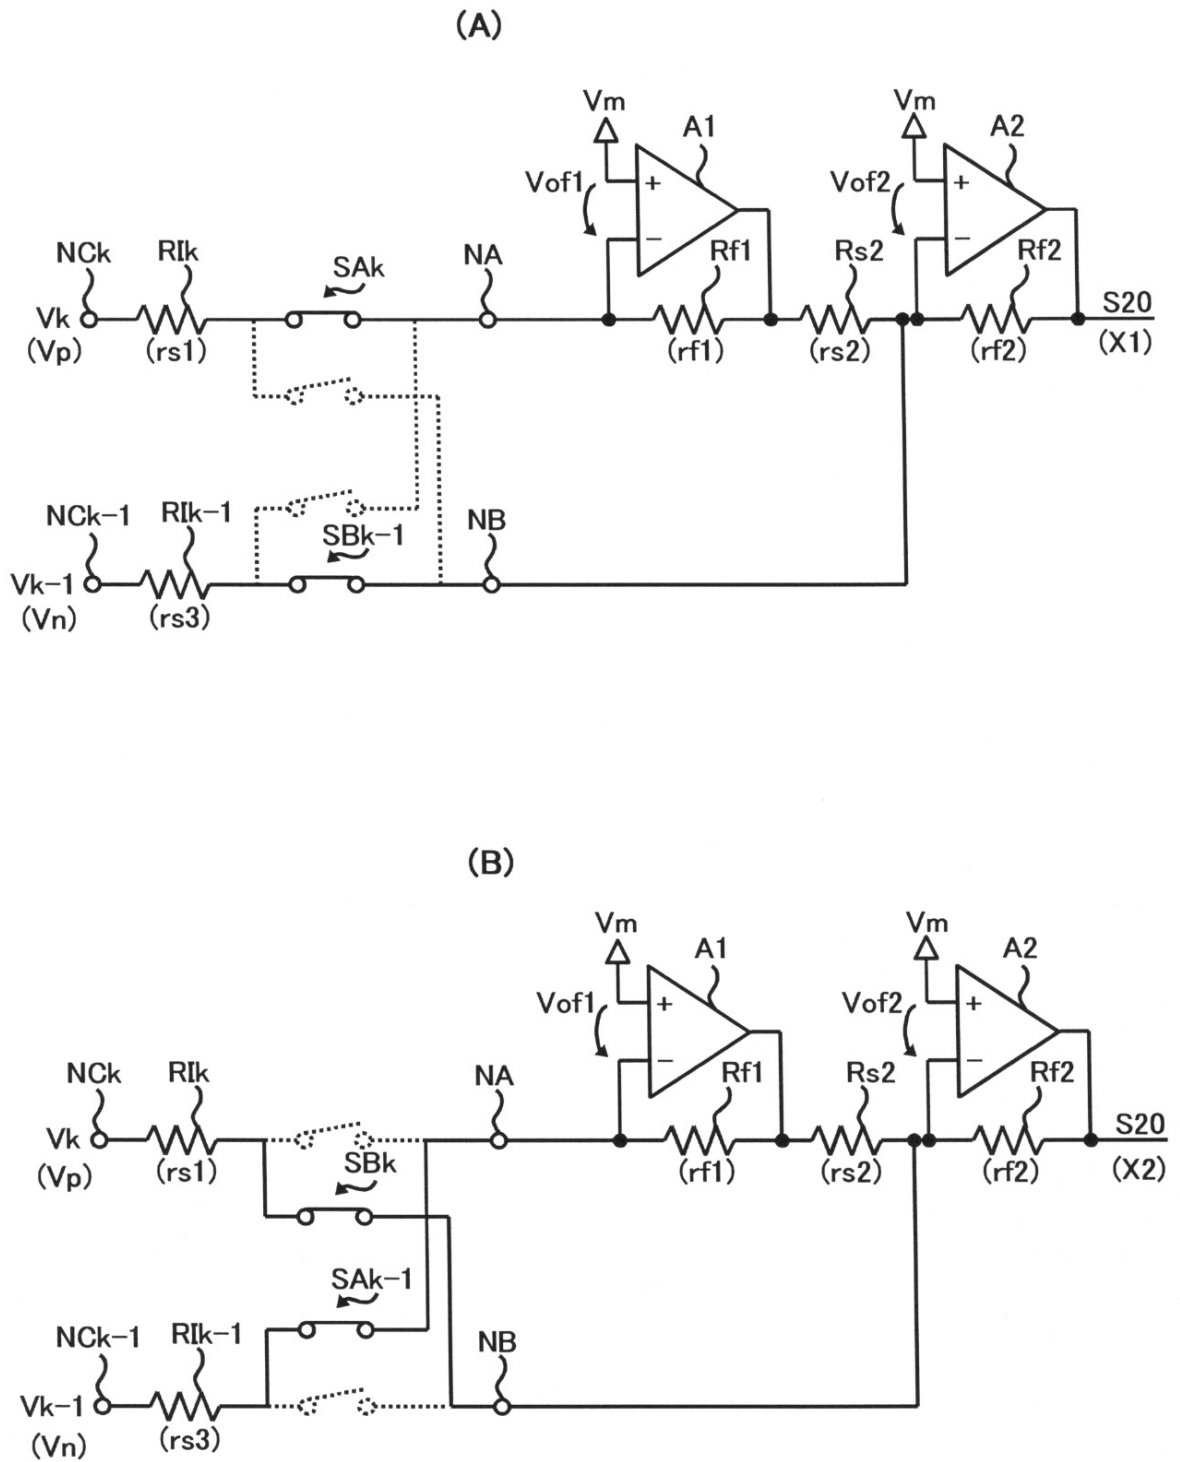 (A)
Vm Vm
A1 A2
Vof1 + Vof2 +
− −
NCk RIk SAk NA Rf1 Rs2 Rf2
Vk S20
(Vp) (rs1) (rf1) (rs2) (rf2) (X1)
NCk−1 RIk−1 SBk−1 NB
Vk−1
(Vn) (rs3)
(B)
Vm Vm
A1 A2
Vof1 + Vof2 +
− −
NCk RIk NA Rf1 Rs2 Rf2
Vk S20
(Vp) (rs1) SBk (rf1) (rs2) (rf2) (X2)
SAk−1
NCk−1 RIk−1 NB
Vk−1
(Vn) (rs3)